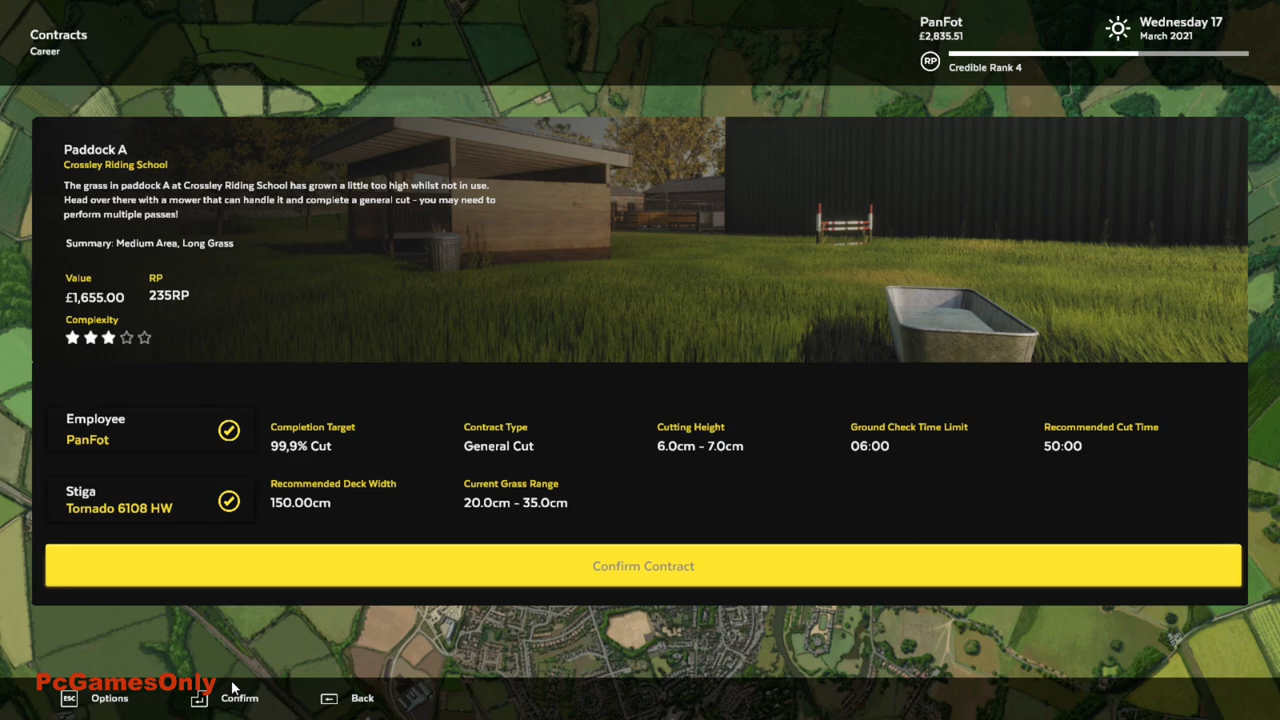 Contracts
Career
PanFot
£2,835.51
Wednesday 17
March 2021
RP
Credible Rank 4
Paddock A
Crossley Riding School
The grass in paddock A at Crossley Riding School has grown a little too high whilst not in use.
Head over there with a mower that can handle it and complete a general cut - you may need to
perform multiple passes!
Summary: Medium Area, Long Grass
Value RP
£1,655.00 235RP
Complexity
Employee
PanFot
Completion Target Contract Type Cutting Height Ground Check Time Limit Recommended Cut Time
99,9% Cut General Cut 6.0cm - 7.0cm 06:00 50:00
Stiga
Tornado 6108 HW
Recommended Deck Width Current Grass Range
150.00cm 20.0cm - 35.0cm
Confirm Contract
PcGamesOnly
ESC Options Confirm Back